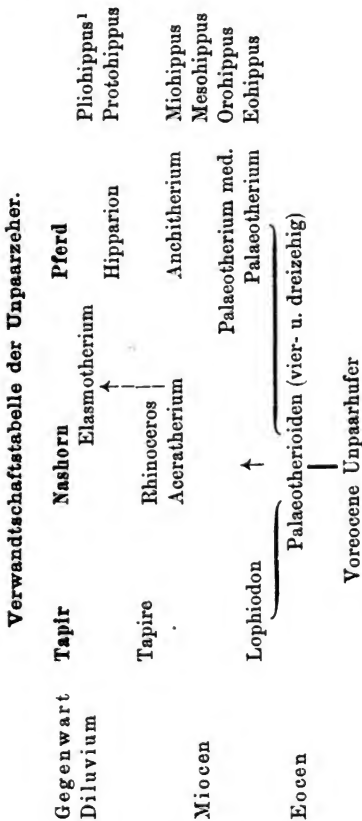 Verwandtschaftstabelle der Unpaarzeher.
Gegenwart Tapir Nashorn Pferd
Diluvium Elasmotherium Pliohippus¹
Hipparion Protohippus
Tapire Rhinoceros
Miocen Aceratherium Anchitherium Miohippus
Mesohippus
Palaeotherium med. Orohippus
Lophiodon Palaeotherium Eohippus
Eocen Palaeotherioiden (vier- u. dreizehig)
Voreocene Unpaarhufer